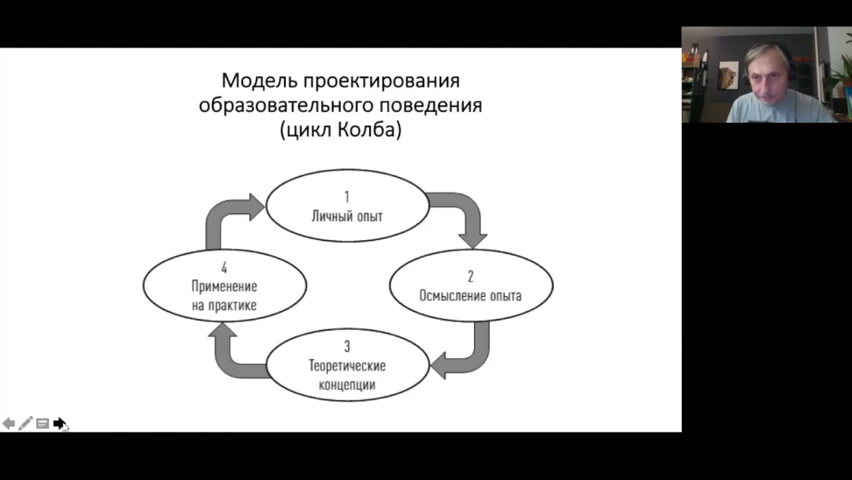 Модель проектирования
образовательного поведения
(цикл Колба)
1
Личный опыт
2
Осмысление опыта
3
Теоретические
концепции
4
Применение
на практике